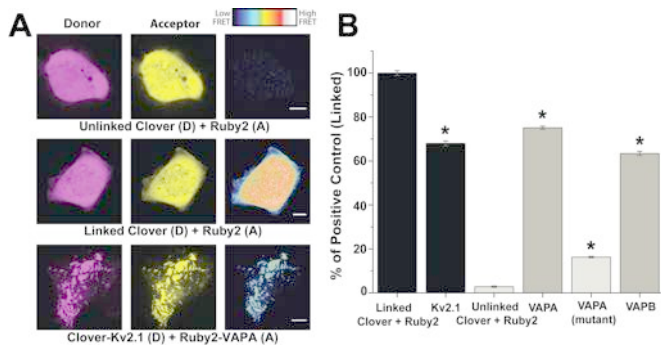 A
Donor Acceptor
Low FRET High FRET
Unlinked Clover (D) + Ruby2 (A)
Linked Clover (D) + Ruby2 (A)
Clover-Kv2.1 (D) + Ruby2-VAPA (A)
B
% of Positive Control (Linked)
100
80
60
40
20
0
* * * *
Linked Clover + Ruby2
Kv2.1
Unlinked Clover + Ruby2
VAPA
VAPA (mutant)
VAPB